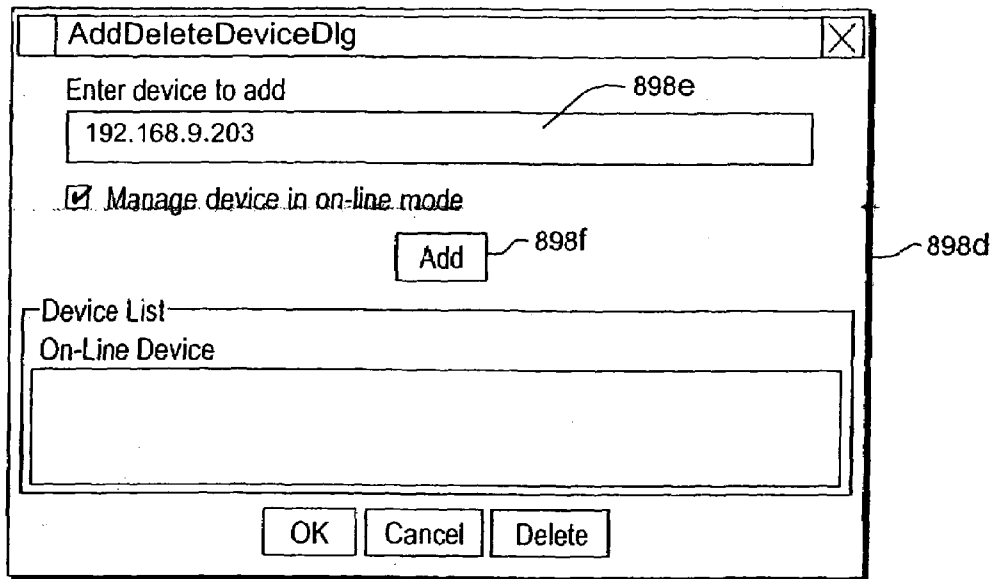 AddDeleteDeviceDlg
Enter device to add
898e
192.168.9.203
Manage device in on-line mode
Add
898f
898d
Device List
On-Line Device
OK Cancel Delete